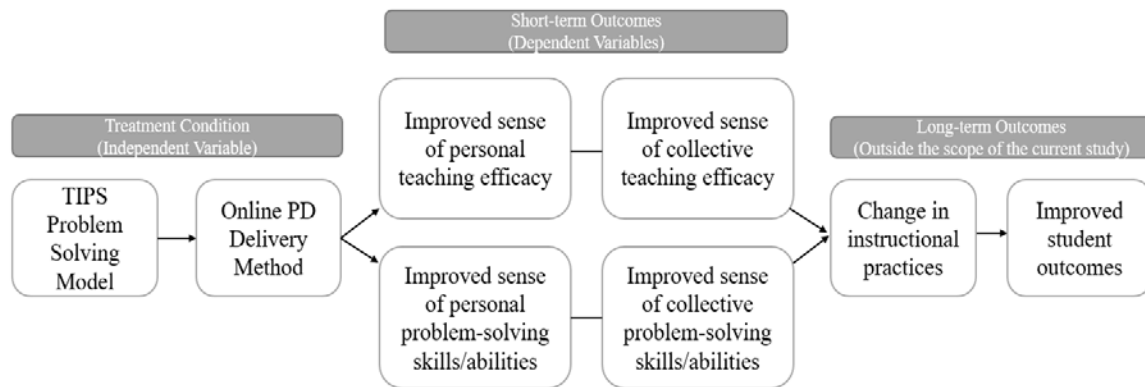 Short-term Outcomes
(Dependent Variables)
Treatment Condition
(Independent Variable)
Long-term Outcomes
(Outside the scope of the current study)
Improved sense
of personal
teaching efficacy
Improved sense
of collective
teaching efficacy
TIPS
Problem
Solving
Model
Online PD
Delivery
Method
Improved sense
of personal
problem-solving
skills/abilities
Improved sense
of collective
problem-solving
skills/abilities
Change in
instructional
practices
Improved
student
outcomes